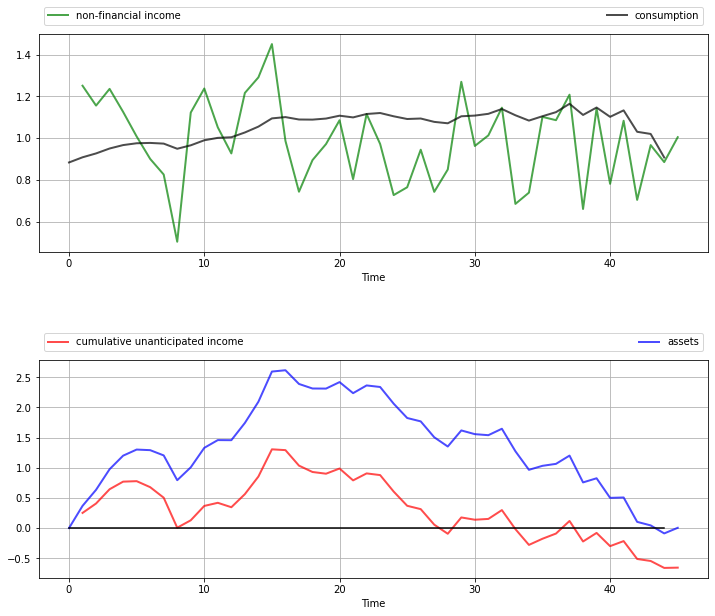 non-financial income consumption
1.4
1.2
1.0
0.8
0.6
0 10 20 30 40
Time
cumulative unanticipated income assets
2.5
2.0
1.5
1.0
0.5
0.0
−0.5
0 10 20 30 40
Time